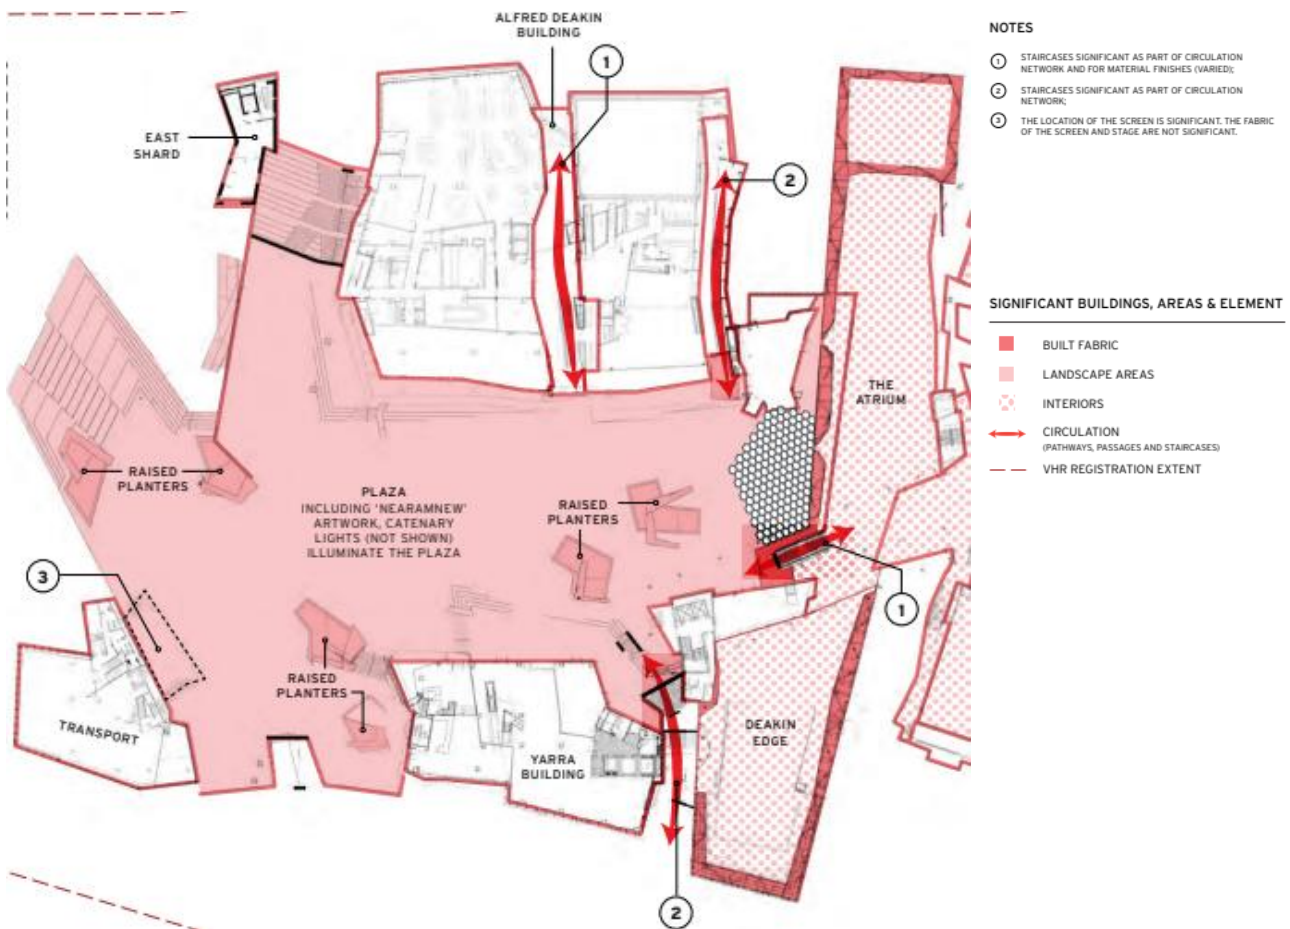 ALFRED DEAKIN
BUILDING
1
EAST
SHARD
2
THE
ATRIUM
RAISED
PLANTERS
PLAZA
INCLUDING 'NEARAMNEW'
ARTWORK, CATENARY
LIGHTS (NOT SHOWN)
ILLUMINATE THE PLAZA
RAISED
PLANTERS
3
1
RAISED
PLANTERS
TRANSPORT
YARRA
BUILDING
DEAKIN
EDGE
2
NOTES
1 STAIRCASES SIGNIFICANT AS PART OF CIRCULATION
NETWORK AND FOR MATERIAL FINISHES (VARIED);
2 STAIRCASES SIGNIFICANT AS PART OF CIRCULATION
NETWORK;
3 THE LOCATION OF THE SCREEN IS SIGNIFICANT. THE FABRIC
OF THE SCREEN AND STAGE ARE NOT SIGNIFICANT.
SIGNIFICANT BUILDINGS, AREAS & ELEMENT
BUILT FABRIC
LANDSCAPE AREAS
INTERIORS
CIRCULATION
(PATHWAYS, PASSAGES AND STAIRCASES)
VHR REGISTRATION EXTENT